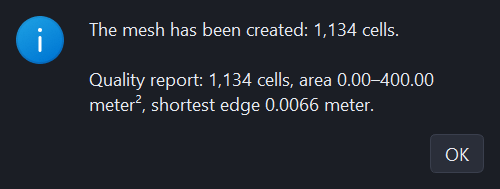 The mesh has been created: 1,134 cells.
Quality report: 1,134 cells, area 0.00–400.00
meter², shortest edge 0.0066 meter.
OK